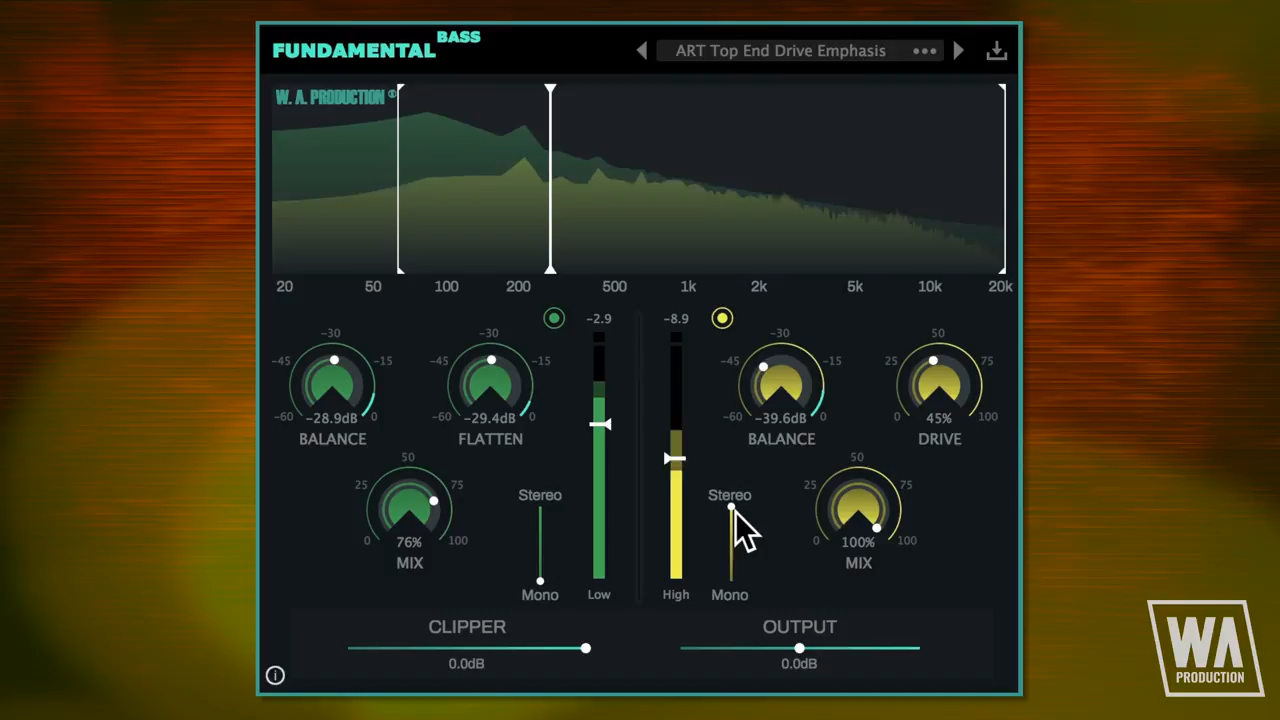 FUNDAMENTAL BASS
ART Top End Drive Emphasis
W. A. PRODUCTION ®
20 50 100 200 500 1k 2k 5k 10k 20k
-2.9 -8.9
-30 -30 -30 50
-45 -15 -45 -15 -45 -15 25 75
-60 0 -60 0 -60 0 0 100
-28.9dB -29.4dB -39.6dB 45%
BALANCE FLATTEN BALANCE DRIVE
50 50
25 75 25 75
Stereo Stereo
0 100 0 100
76% 100%
MIX MIX
Mono Low High Mono
CLIPPER OUTPUT
0.0dB 0.0dB
i
WA
PRODUCTION